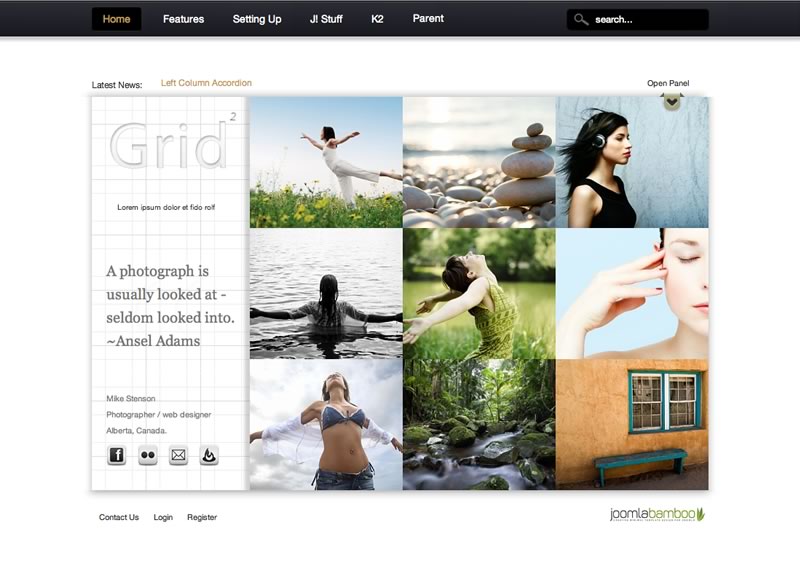 Home Features Setting Up J! Stuff K2 Parent search...
Latest News: Left Column Accordion Open Panel
Grid 2
Lorem ipsum dolor et fido rolf
A photograph is
usually looked at -
seldom looked into.
~Ansel Adams
Mike Stenson
Photographer / web designer
Alberta, Canada.
Contact Us Login Register
joomlabamboo